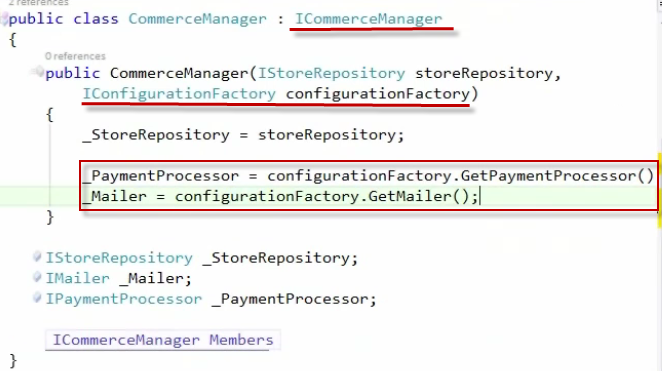 2 references
public class CommerceManager : ICommerceManager
{
0 references
public CommerceManager(IStoreRepository storeRepository,
IConfigurationFactory configurationFactory)
{
_StoreRepository = storeRepository;
_PaymentProcessor = configurationFactory.GetPaymentProcessor()
_Mailer = configurationFactory.GetMailer();
}
IStoreRepository _StoreRepository;
IMailer _Mailer;
IPaymentProcessor _PaymentProcessor;
ICommerceManager Members
}